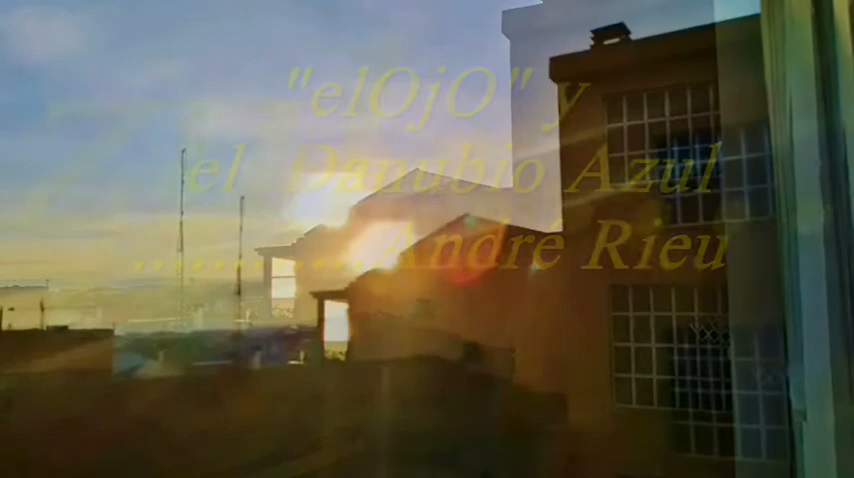 "elOjO" y
el Danubio Azul
............André Rieu